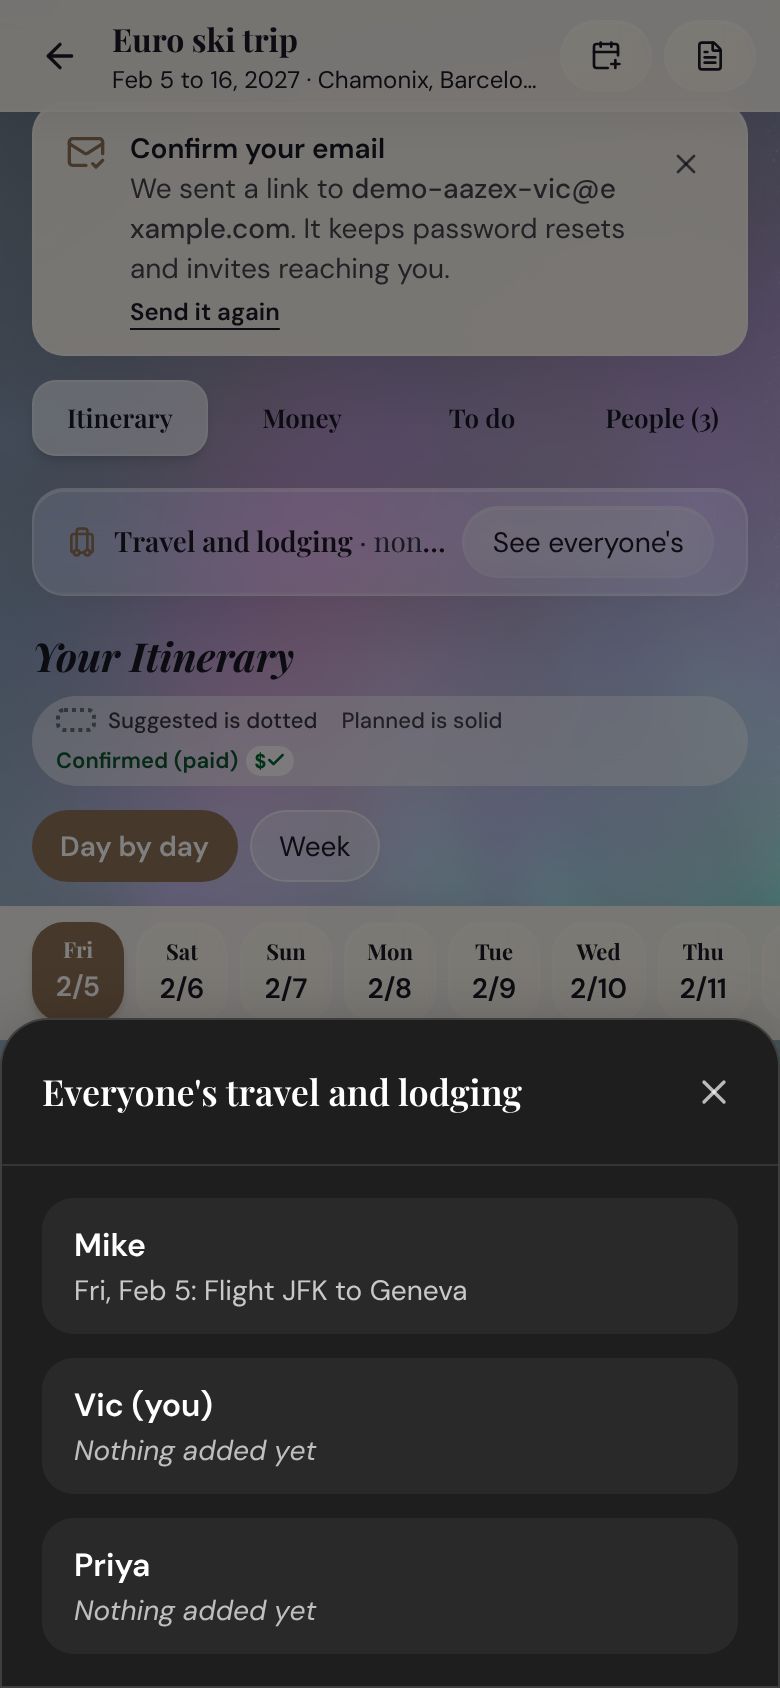 Euro ski trip
Feb 5 to 16, 2027 · Chamonix, Barcelo...
Confirm your email
We sent a link to demo-aazex-vic@e
xample.com. It keeps password resets
and invites reaching you.
Send it again
Itinerary Money To do People (3)
Travel and lodging · non... See everyone's
Your Itinerary
Suggested is dotted Planned is solid
Confirmed (paid) $✓
Day by day Week
Fri Sat Sun Mon Tue Wed Thu
2/5 2/6 2/7 2/8 2/9 2/10 2/11
Everyone's travel and lodging
Mike
Fri, Feb 5: Flight JFK to Geneva
Vic (you)
Nothing added yet
Priya
Nothing added yet